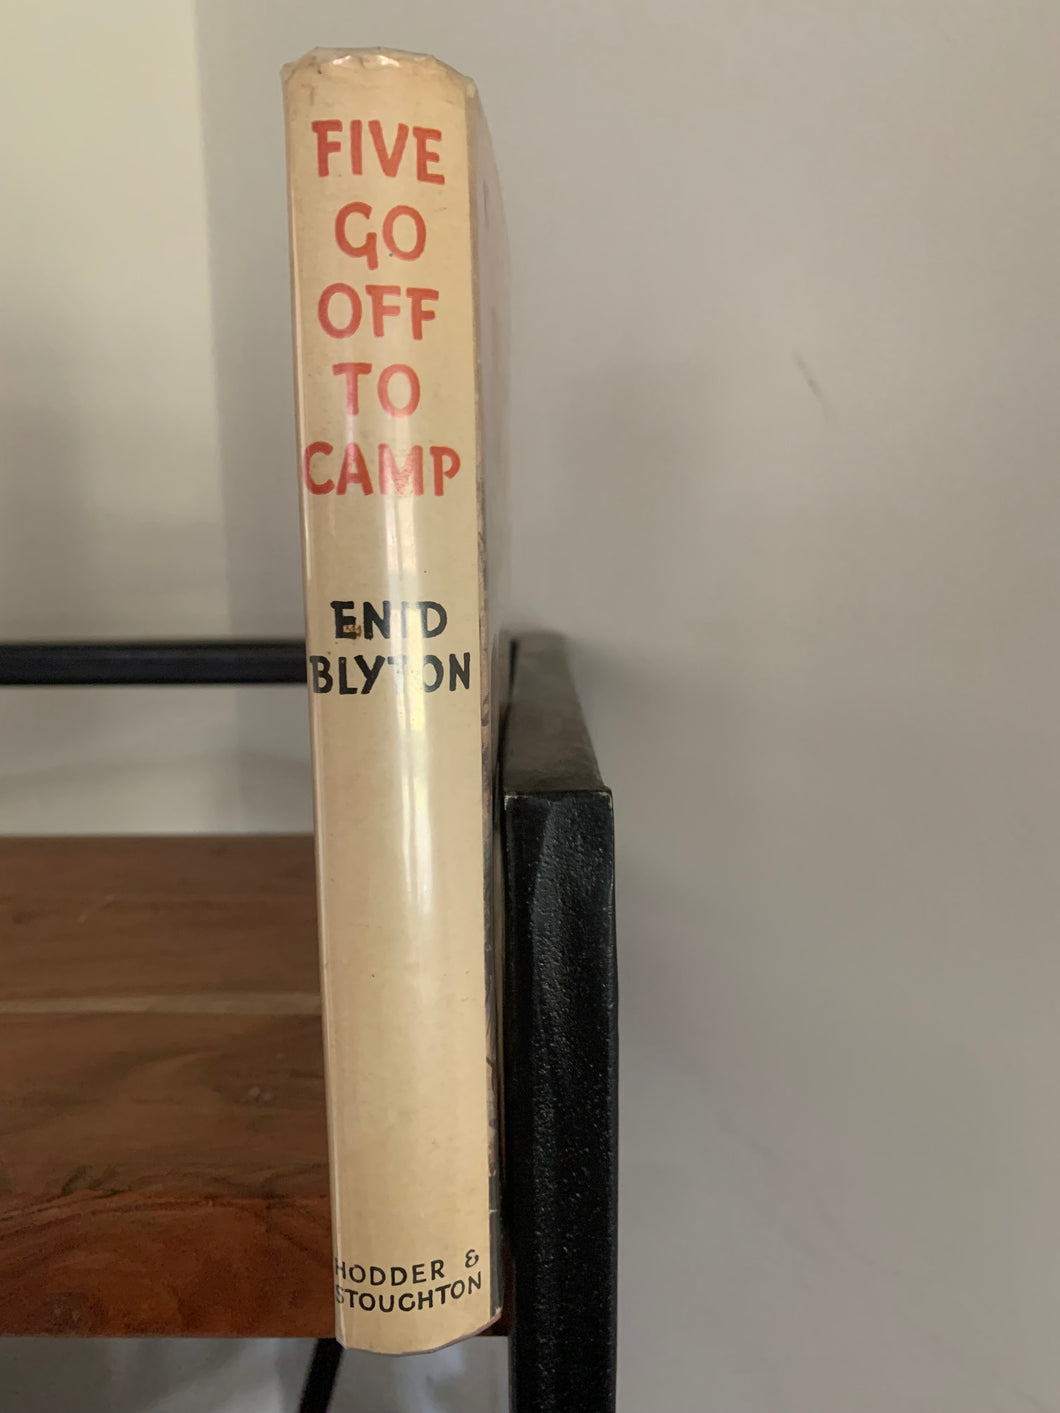 FIVE
GO
OFF
TO
CAMP
ENID
BLYTON
HODDER &
STOUGHTON